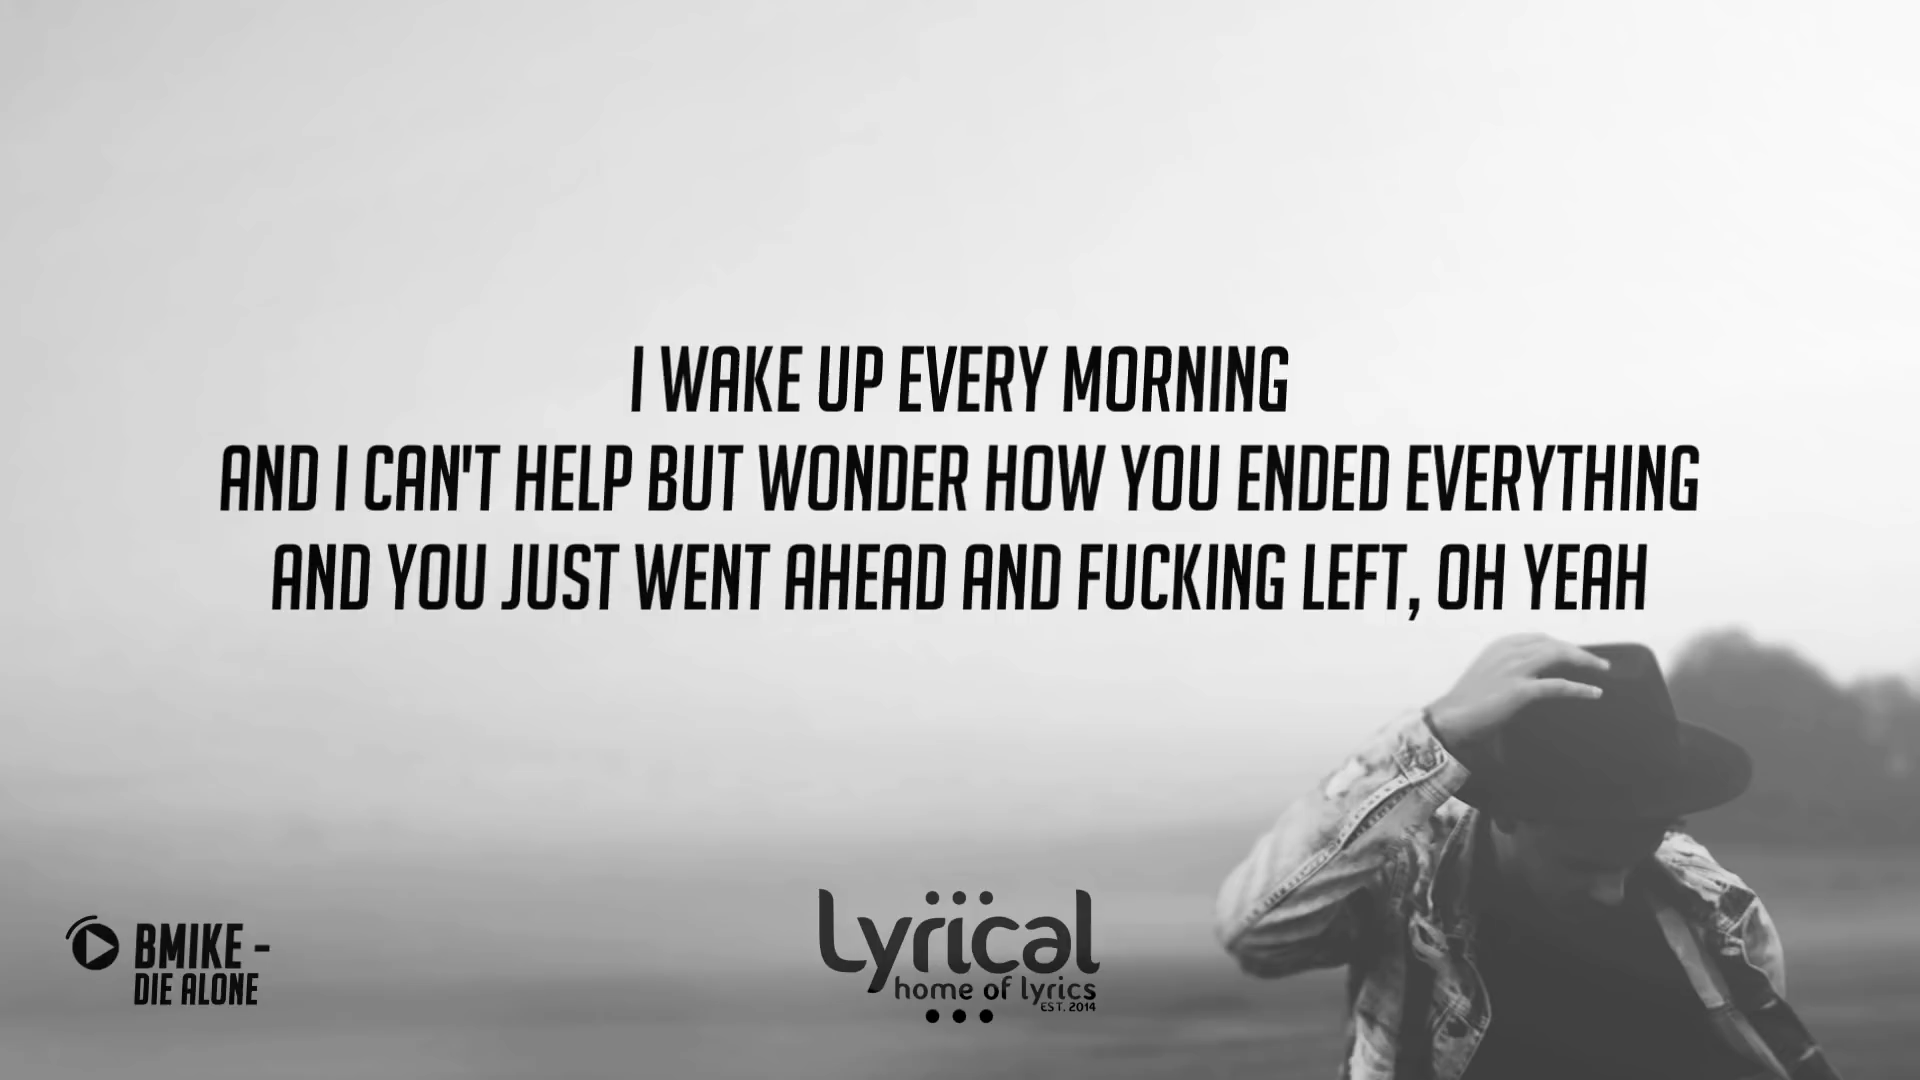 I WAKE UP EVERY MORNING
AND I CAN'T HELP BUT WONDER HOW YOU ENDED EVERYTHING
AND YOU JUST WENT AHEAD AND FUCKING LEFT, OH YEAH
BMIKE -
DIE ALONE
Lyrical
home of lyrics
EST. 2014